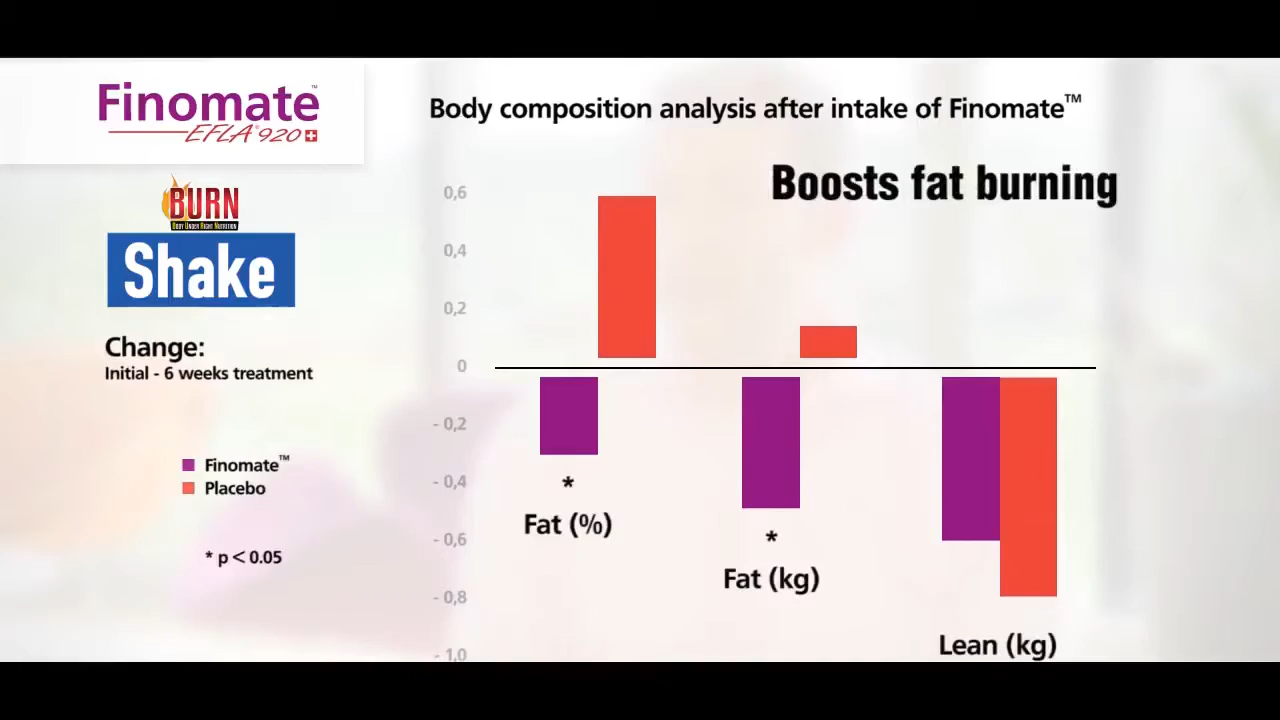 Finomate™
EFLA®920
BURN
BODY UNDER RIGHT NUTRITION
Shake
Change:
Initial - 6 weeks treatment
Finomate™
Placebo
* p < 0.05
Body composition analysis after intake of Finomate™
Boosts fat burning
0,6
0,4
0,2
0
- 0,2
- 0,4
- 0,6
- 0,8
- 1,0
*
Fat (%)
*
Fat (kg)
Lean (kg)